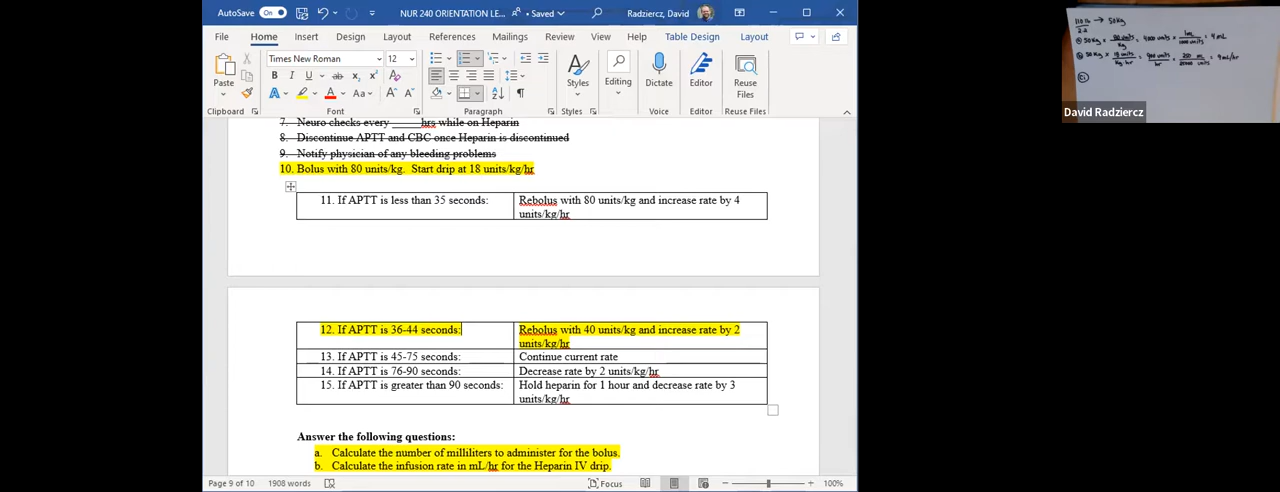 AutoSave On NUR 240 ORIENTATION LE... • Saved Radziercz, David
File Home Insert Design Layout References Mailings Review View Help Table Design Layout
Times New Roman 12
Paste Styles Editing Dictate Editor Reuse Files
Clipboard Font Paragraph Styles Voice Editor Reuse Files
7. Neuro checks every _____hrs while on Heparin
8. Discontinue APTT and CBC once Heparin is discontinued
9. Notify physician of any bleeding problems
10. Bolus with 80 units/kg. Start drip at 18 units/kg/hr
11. If APTT is less than 35 seconds: Rebolus with 80 units/kg and increase rate by 4
units/kg/hr
12. If APTT is 36-44 seconds: Rebolus with 40 units/kg and increase rate by 2
units/kg/hr
13. If APTT is 45-75 seconds: Continue current rate
14. If APTT is 76-90 seconds: Decrease rate by 2 units/kg/hr
15. If APTT is greater than 90 seconds: Hold heparin for 1 hour and decrease rate by 3
units/kg/hr
Answer the following questions:
a. Calculate the number of milliliters to administer for the bolus.
b. Calculate the infusion rate in mL/hr for the Heparin IV drip.
Page 9 of 10 1908 words Focus 100%
110 lb → 50 kg
2.2
David Radziercz